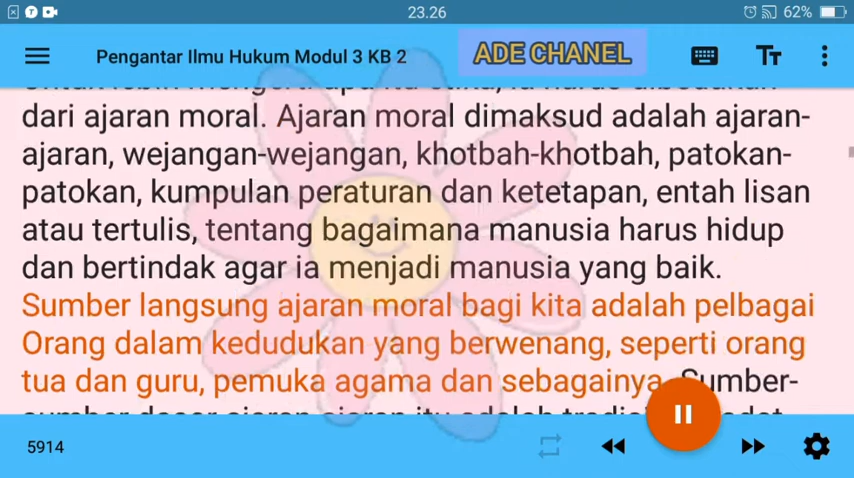 23.26
62%
Pengantar Ilmu Hukum Modul 3 KB 2
ADE CHANEL
dari ajaran moral. Ajaran moral dimaksud adalah ajaran-
ajaran, wejangan-wejangan, khotbah-khotbah, patokan-
patokan, kumpulan peraturan dan ketetapan, entah lisan
atau tertulis, tentang bagaimana manusia harus hidup
dan bertindak agar ia menjadi manusia yang baik.
Sumber langsung ajaran moral bagi kita adalah pelbagai
Orang dalam kedudukan yang berwenang, seperti orang
tua dan guru, pemuka agama dan sebagainya. Sumber-
5914